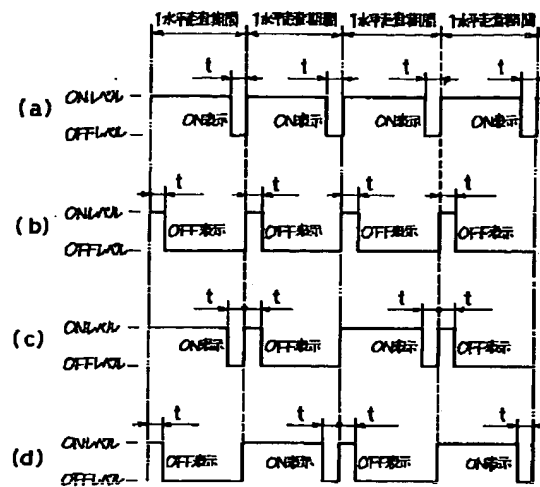 1水平走査期間 1水平走査期間 1水平走査期間 1水平走査期間
t t t t
ONレベル
(a) ON表示 ON表示 ON表示 ON表示
OFFレベル
t t t t
ONレベル
(b) OFF表示 OFF表示 OFF表示 OFF表示
OFFレベル
t t t t
ONレベル
(c) ON表示 OFF表示 ON表示 OFF表示
OFFレベル
t t t t
ONレベル
(d) OFF表示 ON表示 OFF表示 ON表示
OFFレベル